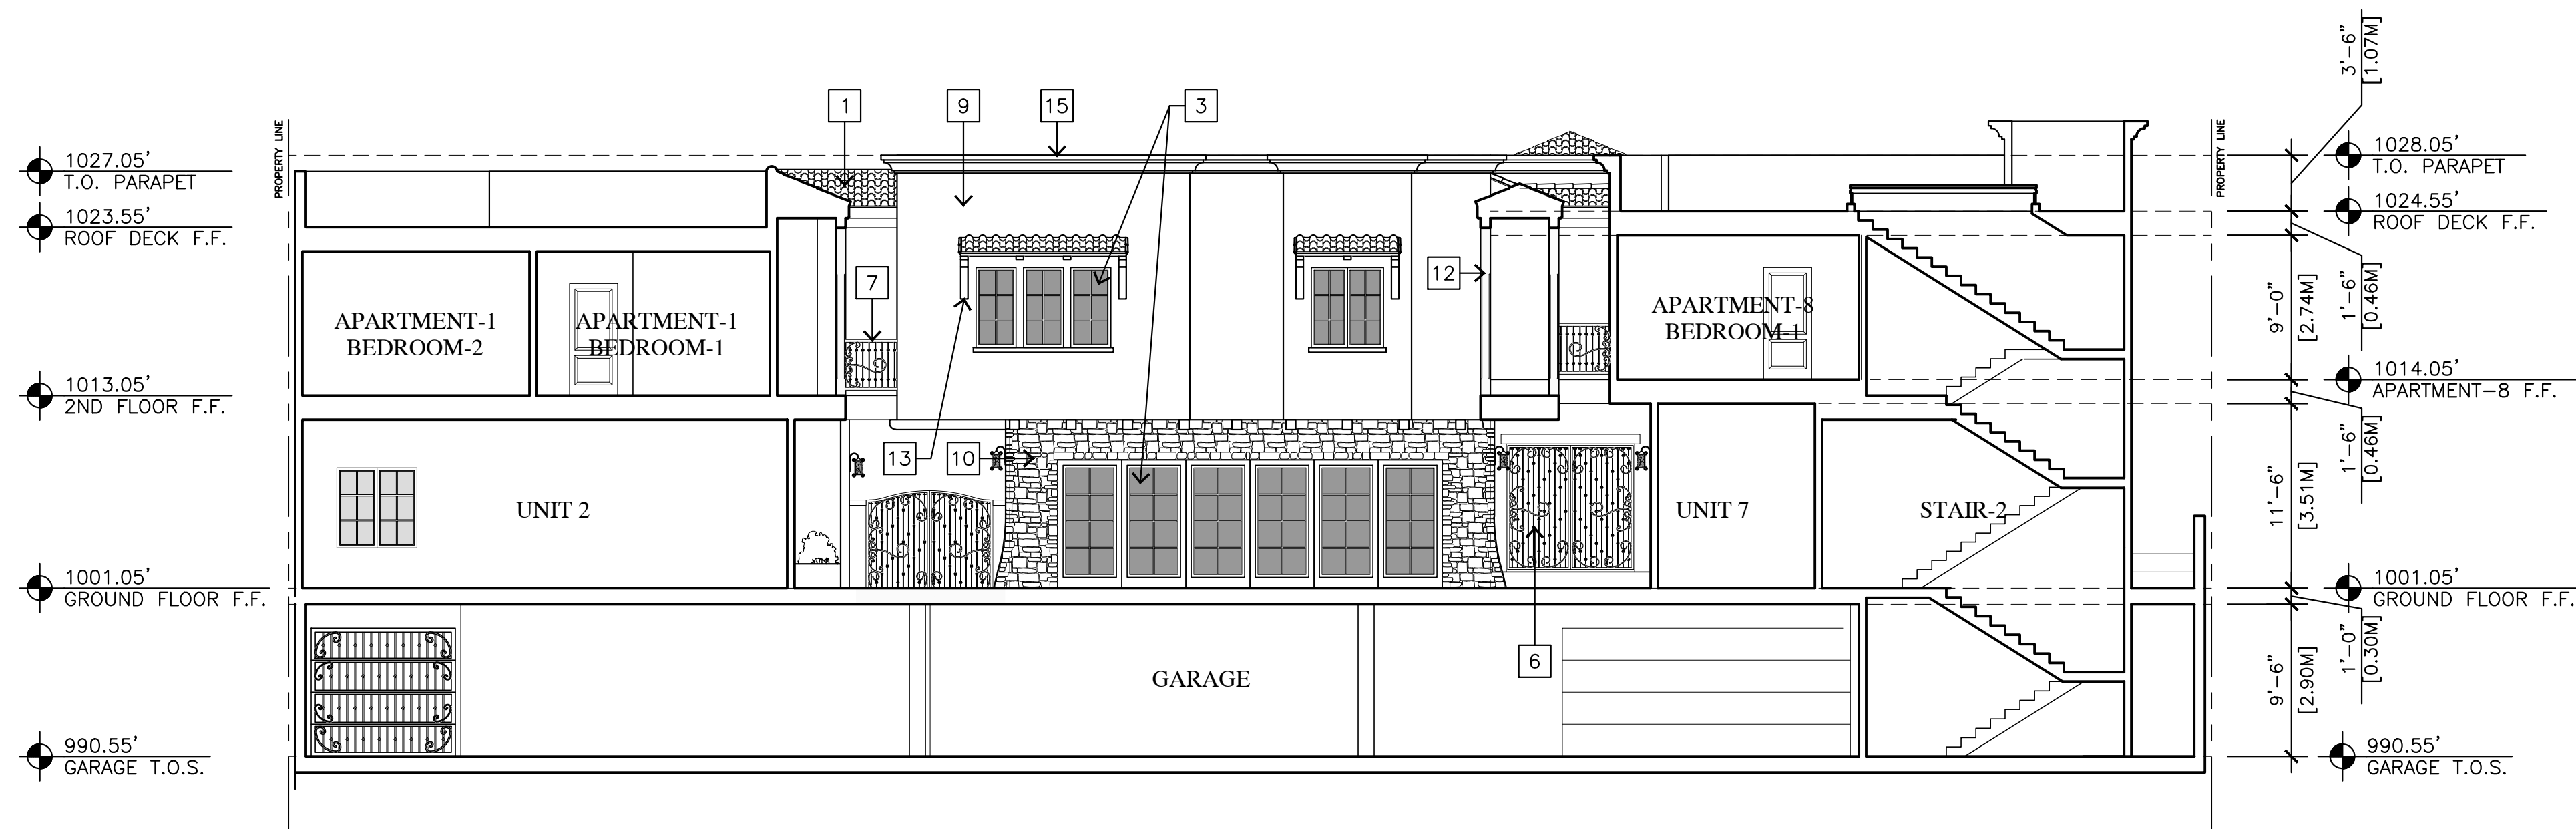 3'-6"
[1.07M]
1
9
15
3
PROPERTY LINE
PROPERTY LINE
1027.05'
T.O. PARAPET
1028.05'
T.O. PARAPET
1023.55'
ROOF DECK F.F.
1024.55'
ROOF DECK F.F.
7
12
9'-0"
[2.74M]
1'-6"
[0.46M]
APARTMENT-1
BEDROOM-2
APARTMENT-1
BEDROOM-1
APARTMENT-8
BEDROOM-1
1013.05'
2ND FLOOR F.F.
1014.05'
APARTMENT-8 F.F.
13
10
1'-6"
[0.46M]
11'-6"
[3.51M]
UNIT 2
UNIT 7
STAIR-2
1001.05'
GROUND FLOOR F.F.
1001.05'
GROUND FLOOR F.F.
6
GARAGE
9'-6"
[2.90M]
1'-0"
[0.30M]
990.55'
GARAGE T.O.S.
990.55'
GARAGE T.O.S.